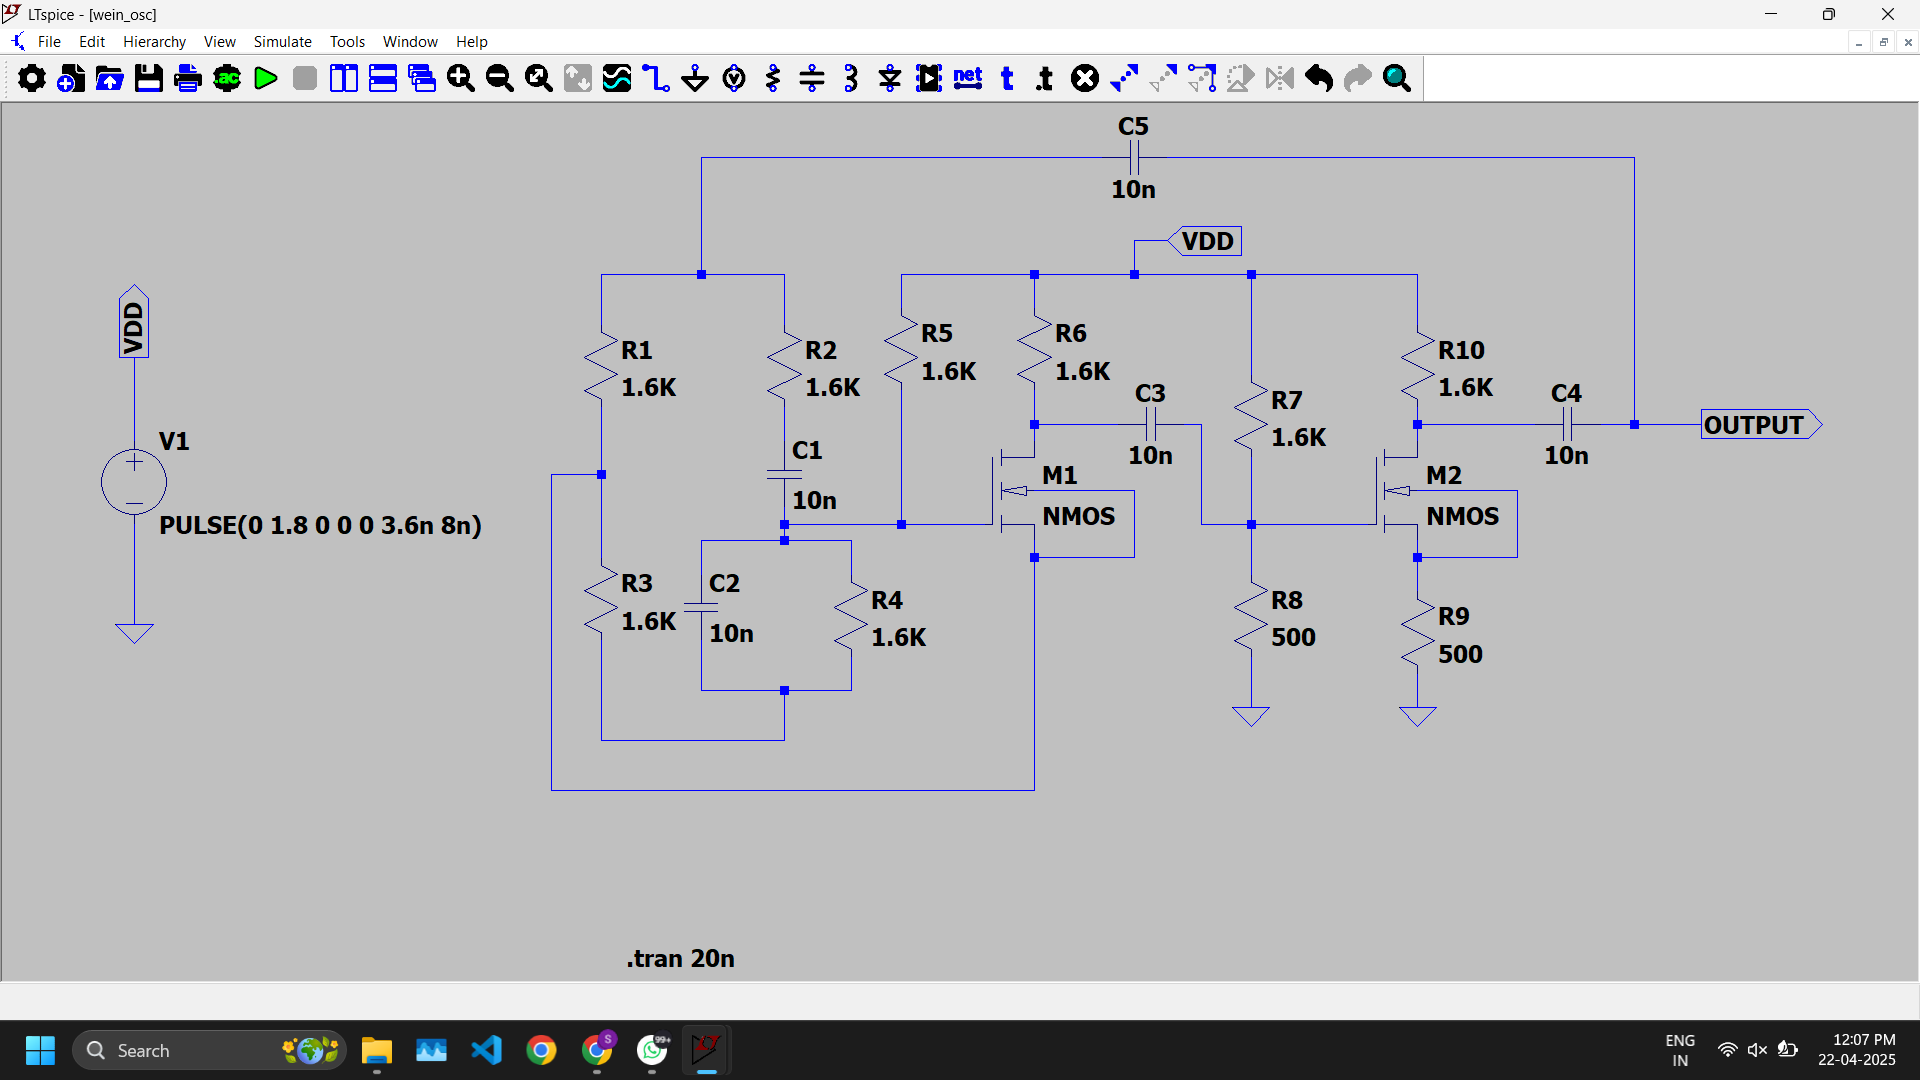 LTspice - [wein_osc]
File Edit Hierarchy View Simulate Tools Window Help
.ac
net
t
.t
C5
10n
VDD
VDD
R1
1.6K
R2
1.6K
R5
1.6K
R6
1.6K
R10
1.6K
C3
10n
R7
1.6K
C4
10n
OUTPUT
V1
PULSE(0 1.8 0 0 0 3.6n 8n)
C1
10n
M1
NMOS
M2
NMOS
R3
1.6K
C2
10n
R4
1.6K
R8
500
R9
500
.tran 20n
Search
S
99+
ENG
IN
12:07 PM
22-04-2025